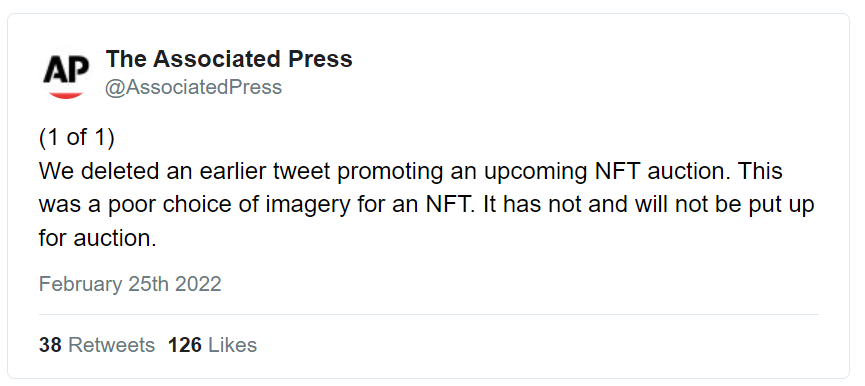 AP
The Associated Press
@AssociatedPress
(1 of 1)
We deleted an earlier tweet promoting an upcoming NFT auction. This
was a poor choice of imagery for an NFT. It has not and will not be put up
for auction.
February 25th 2022
38 Retweets 126 Likes